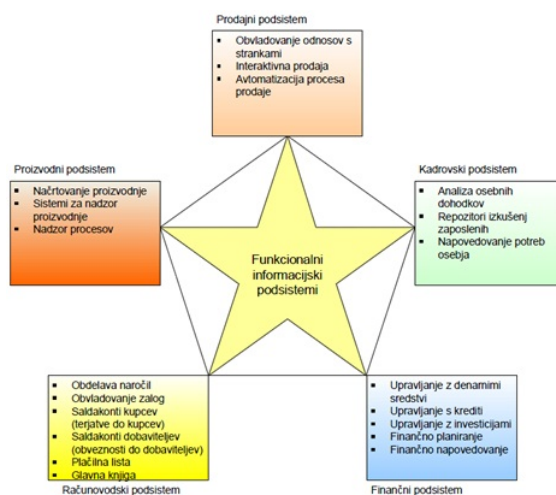 Prodajni podsistem
Obvladovanje odnosov s
strankami
Interaktivna prodaja
Avtomatizacija procesa
prodaje
Proizvodni podsistem
Načrtovanje proizvodnje
Sistemi za nadzor
proizvodnje
Nadzor procesov
Kadrovski podsistem
Analiza osebnih
dohodkov
Repozitori izkušenj
zaposlenih
Napovedovanje potreb
osebja
Funkcionalni
informacijski
podsistemi
Obdelava naročil
Obvladovanje zalog
Saldakonti kupcev
(terjatve do kupcev)
Saldakonti dobaviteljev
(obveznosti do dobaviteljev)
Plačilna lista
Glavna knjiga
Računovodski podsistem
Upravljanje z denarnimi
sredstvi
Upravljanje s krediti
Upravljanje z investicijami
Finančno planiranje
Finančno napovedovanje
Finančni podsistem